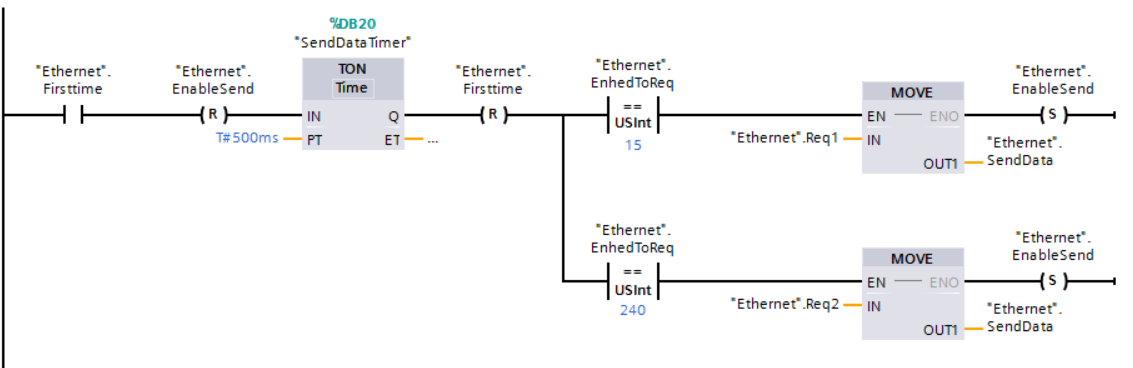 %DB20
"SendDataTimer"
"Ethernet".
Firsttime
"Ethernet".
EnableSend
( R )
TON
Time
IN
Q
T#500ms
PT
ET
...
"Ethernet".
Firsttime
( R )
"Ethernet".
EnhedToReq
==
USInt
15
MOVE
EN
ENO
"Ethernet".Req1
IN
OUT1
"Ethernet".
SendData
"Ethernet".
EnableSend
( S )
"Ethernet".
EnhedToReq
==
USInt
240
MOVE
EN
ENO
"Ethernet".Req2
IN
OUT1
"Ethernet".
SendData
"Ethernet".
EnableSend
( S )